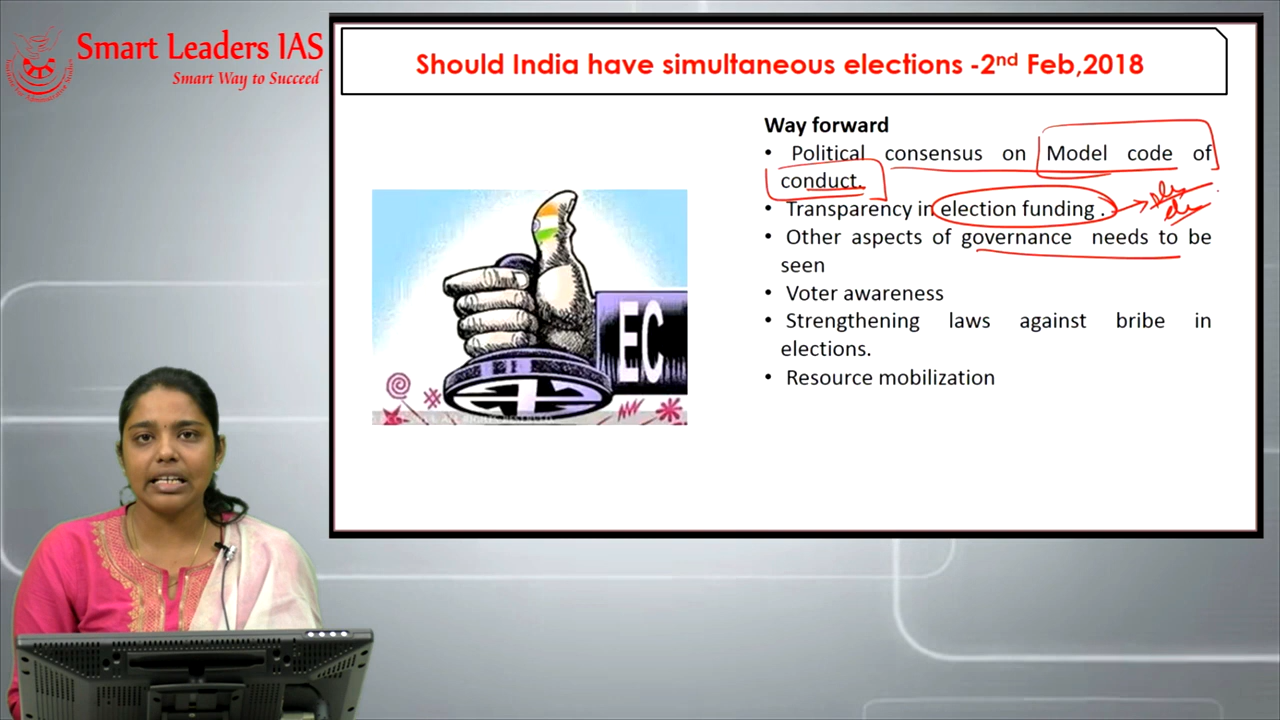 Smart Leaders IAS
Smart Way to Succeed
Should India have simultaneous elections -2nd Feb,2018
Way forward
• Political consensus on Model code of
conduct.
• Transparency in election funding .
• Other aspects of governance needs to be
seen
• Voter awareness
• Strengthening laws against bribe in
elections.
• Resource mobilization
EC